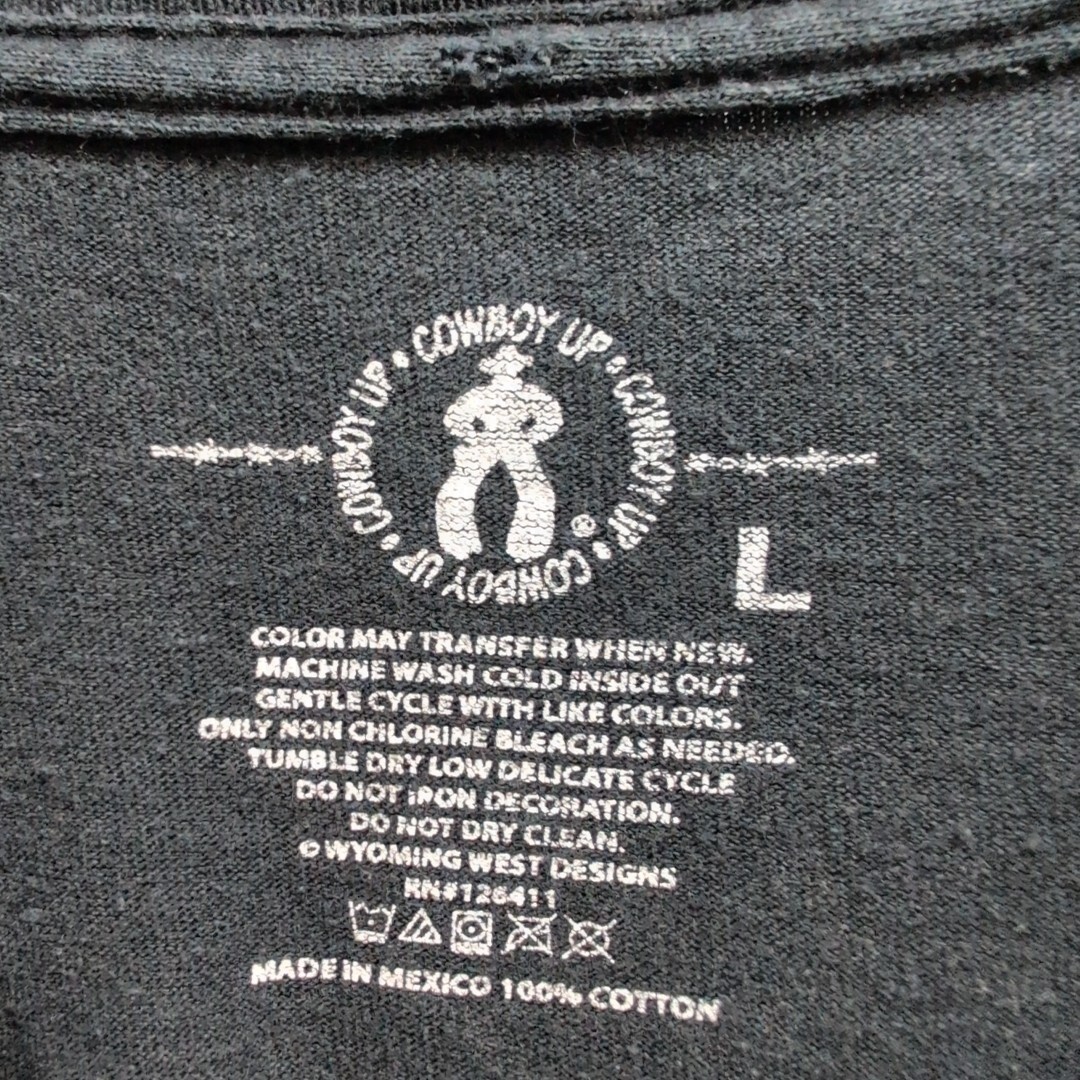 COWBOY UP • COWBOY UP • COWBOY UP • COWBOY UP •
®
L
COLOR MAY TRANSFER WHEN NEW.
MACHINE WASH COLD INSIDE OUT
GENTLE CYCLE WITH LIKE COLORS.
ONLY NON CHLORINE BLEACH AS NEEDED.
TUMBLE DRY LOW DELICATE CYCLE
DO NOT IRON DECORATION.
DO NOT DRY CLEAN.
© WYOMING WEST DESIGNS
RN#126411
MADE IN MEXICO 100% COTTON